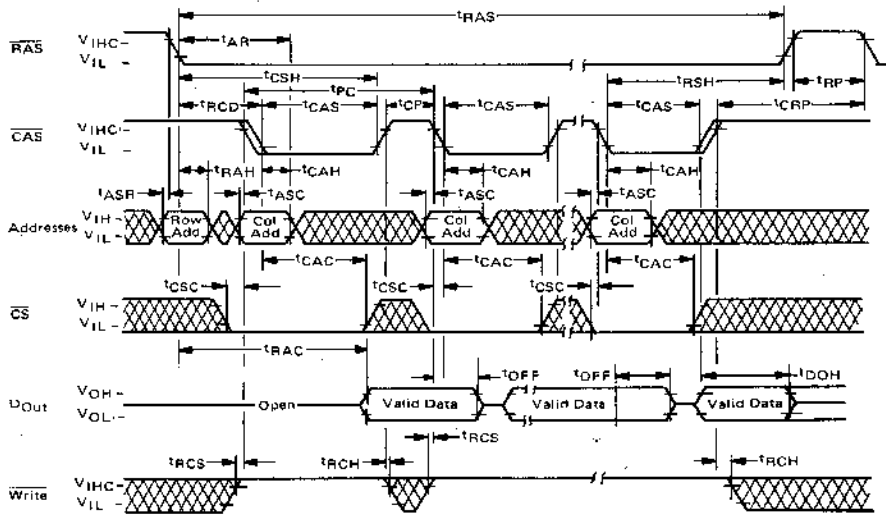 tRAS
RAS VIHC
VIL
tAR
tCSH
tRSH
tRP
tPC
tRCD tCAS tCP tCAS tCAS tCRP
CAS VIHC
VIL
tRAH tCAH tCAH tCAH
tASR tASC tASC tASC
Addresses VIH
VIL
Row Add Col Add Col Add Col Add
tCAC tCAC tCAC
tCSC tCSC tCSC
CS VIH
VIL
tRAC
tOFF tOFF tDOH
DOut VOH
VOL
Open Valid Data Valid Data Valid Data
tRCS
tRCS tRCH tRCH
Write VIHC
VIL